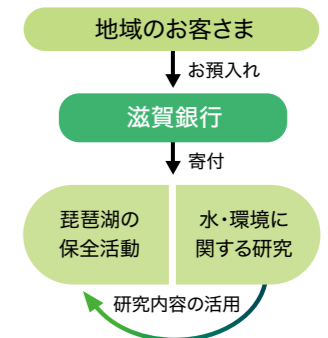 地域のお客さま
お預入れ
滋賀銀行
寄付
琵琶湖の
保全活動
水・環境に
関する研究
研究内容の活用